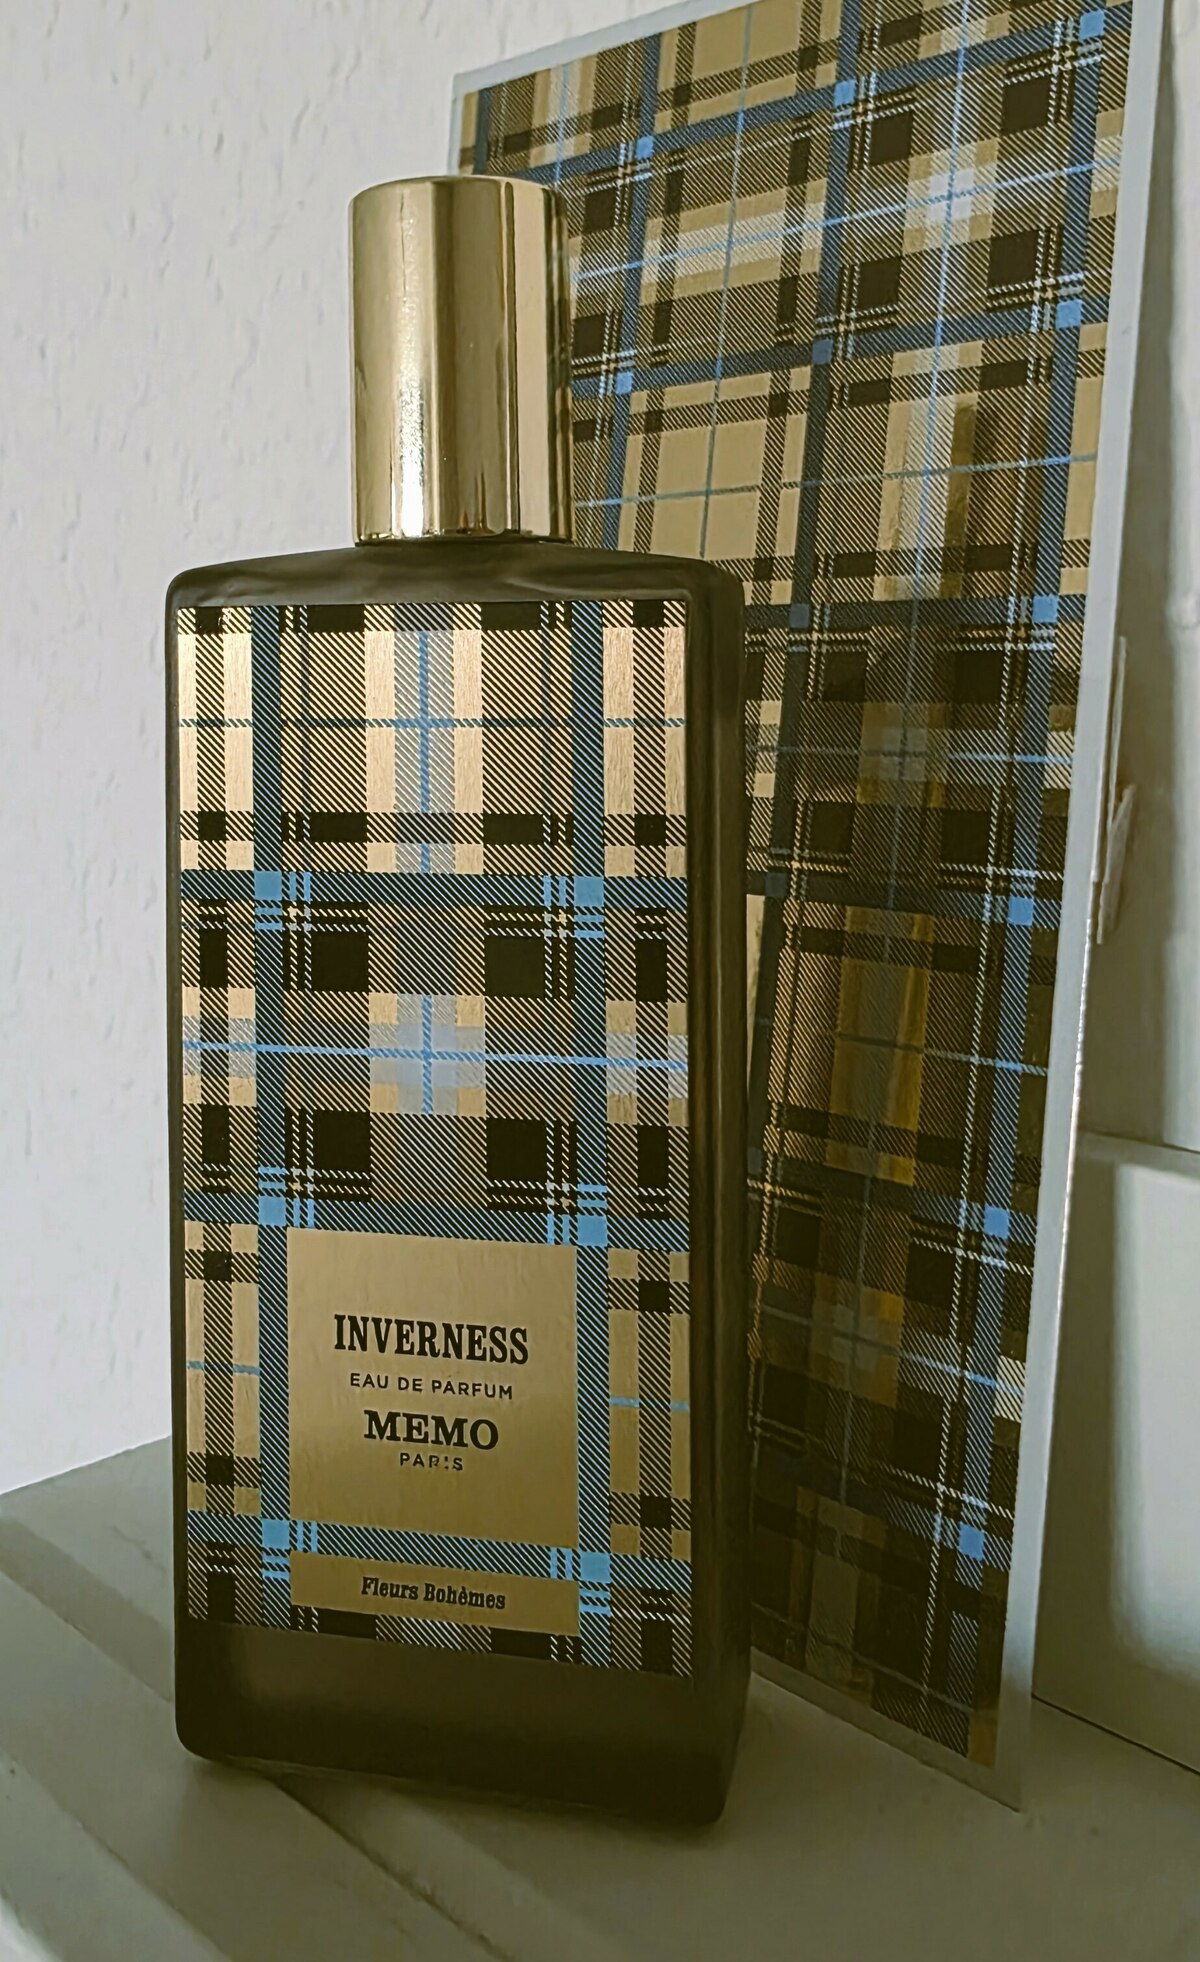 INVERNESS
EAU DE PARFUM
MEMO
PARIS
Fleurs Bohèmes